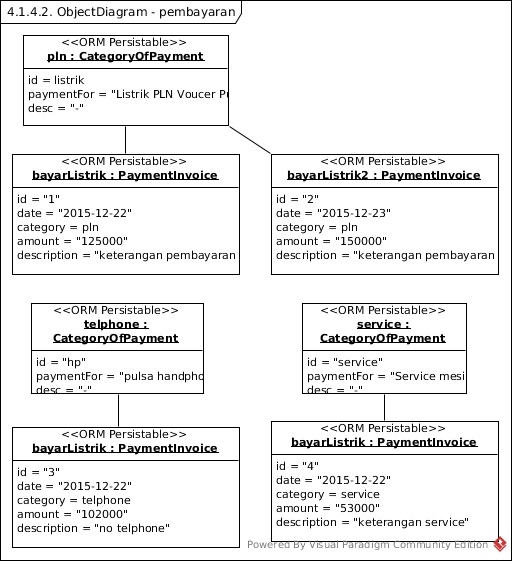 4.1.4.2. ObjectDiagram - pembayaran
<<ORM Persistable>>
pln : CategoryOfPayment
id = listrik
paymentFor = "Listrik PLN Voucer
desc = "-"
<<ORM Persistable>>
bayarListrik : PaymentInvoice
id = "1"
date = "2015-12-22"
category = pln
amount = "125000"
description = "keterangan pembayaran
<<ORM Persistable>>
bayarListrik2 : PaymentInvoice
id = "2"
date = "2015-12-23"
category = pln
amount = "150000"
description = "keterangan pembayaran
<<ORM Persistable>>
telphone :
CategoryOfPayment
id = "hp"
paymentFor = "pulsa handpho
desc = "-"
<<ORM Persistable>>
service :
CategoryOfPayment
id = "service"
paymentFor = "Service mesi
desc = "-"
<<ORM Persistable>>
bayarListrik : PaymentInvoice
id = "3"
date = "2015-12-22"
category = telphone
amount = "102000"
description = "no telphone"
<<ORM Persistable>>
bayarListrik : PaymentInvoice
id = "4"
date = "2015-12-22"
category = service
amount = "53000"
description = "keterangan service"
Powered By Visual Paradigm Community Edition